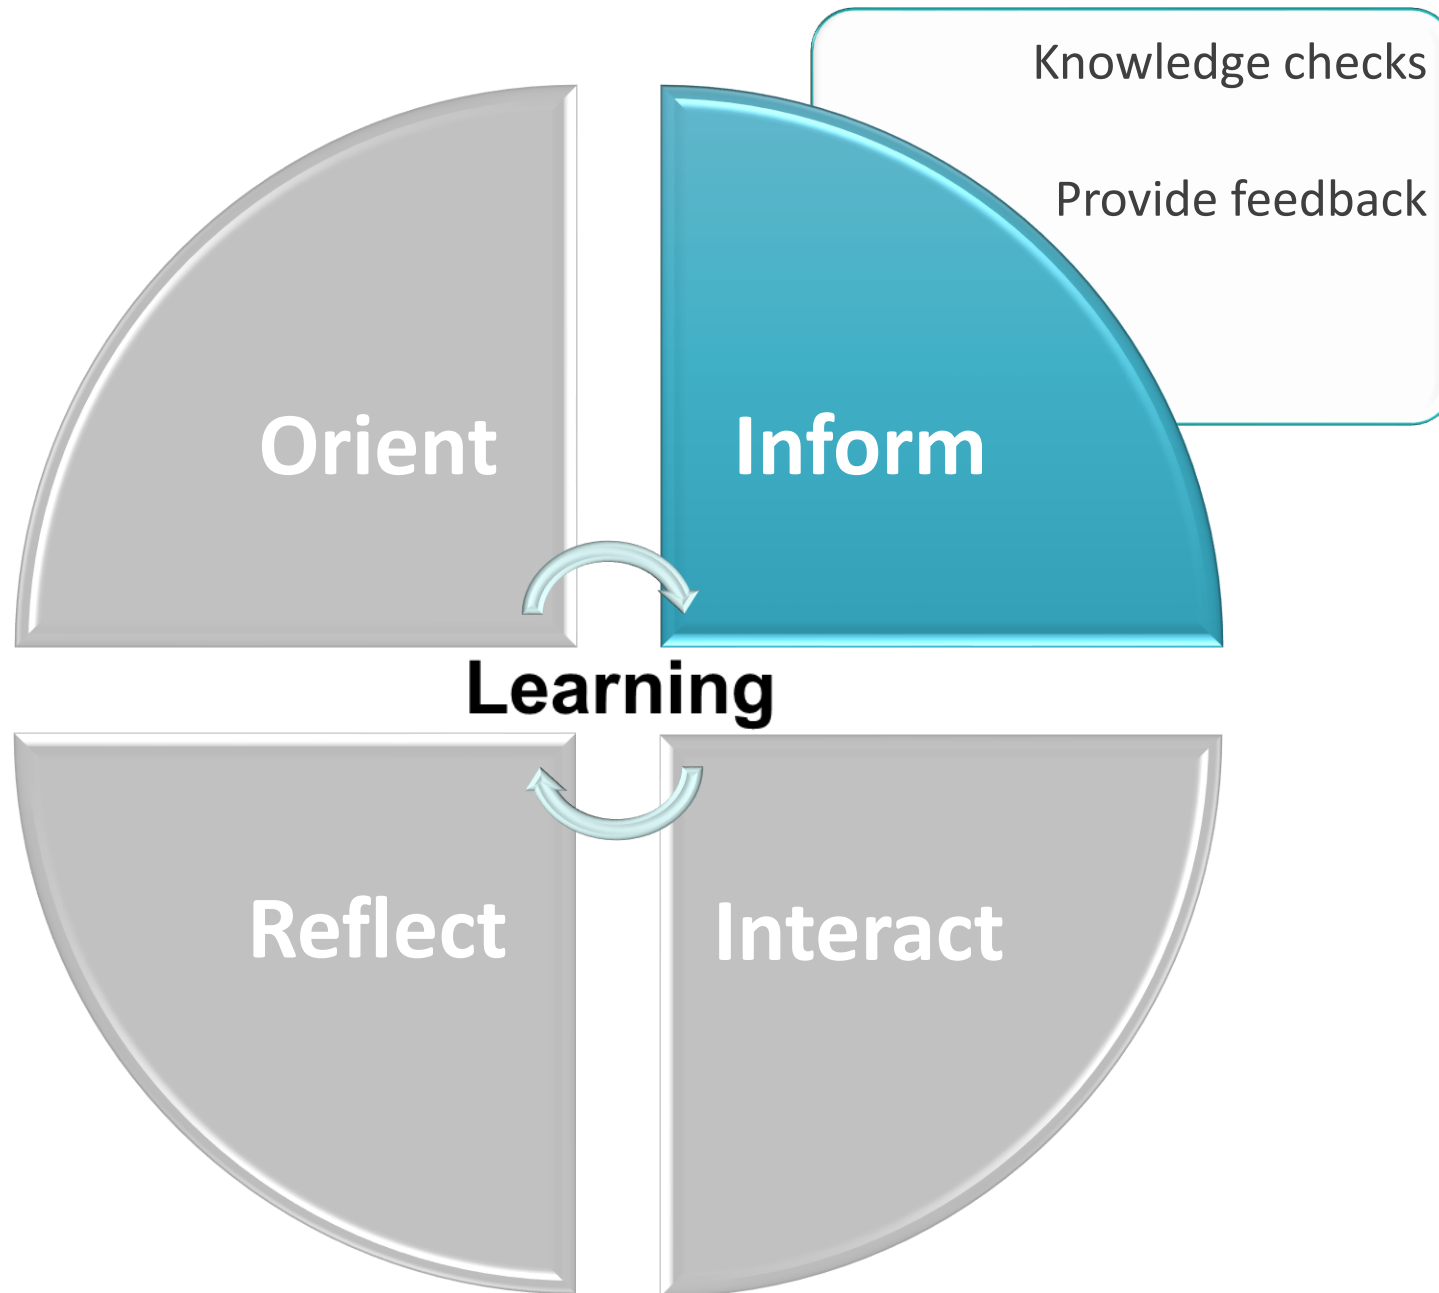 Knowledge checks
Provide feedback
Orient
Inform
Learning
Reflect
Interact